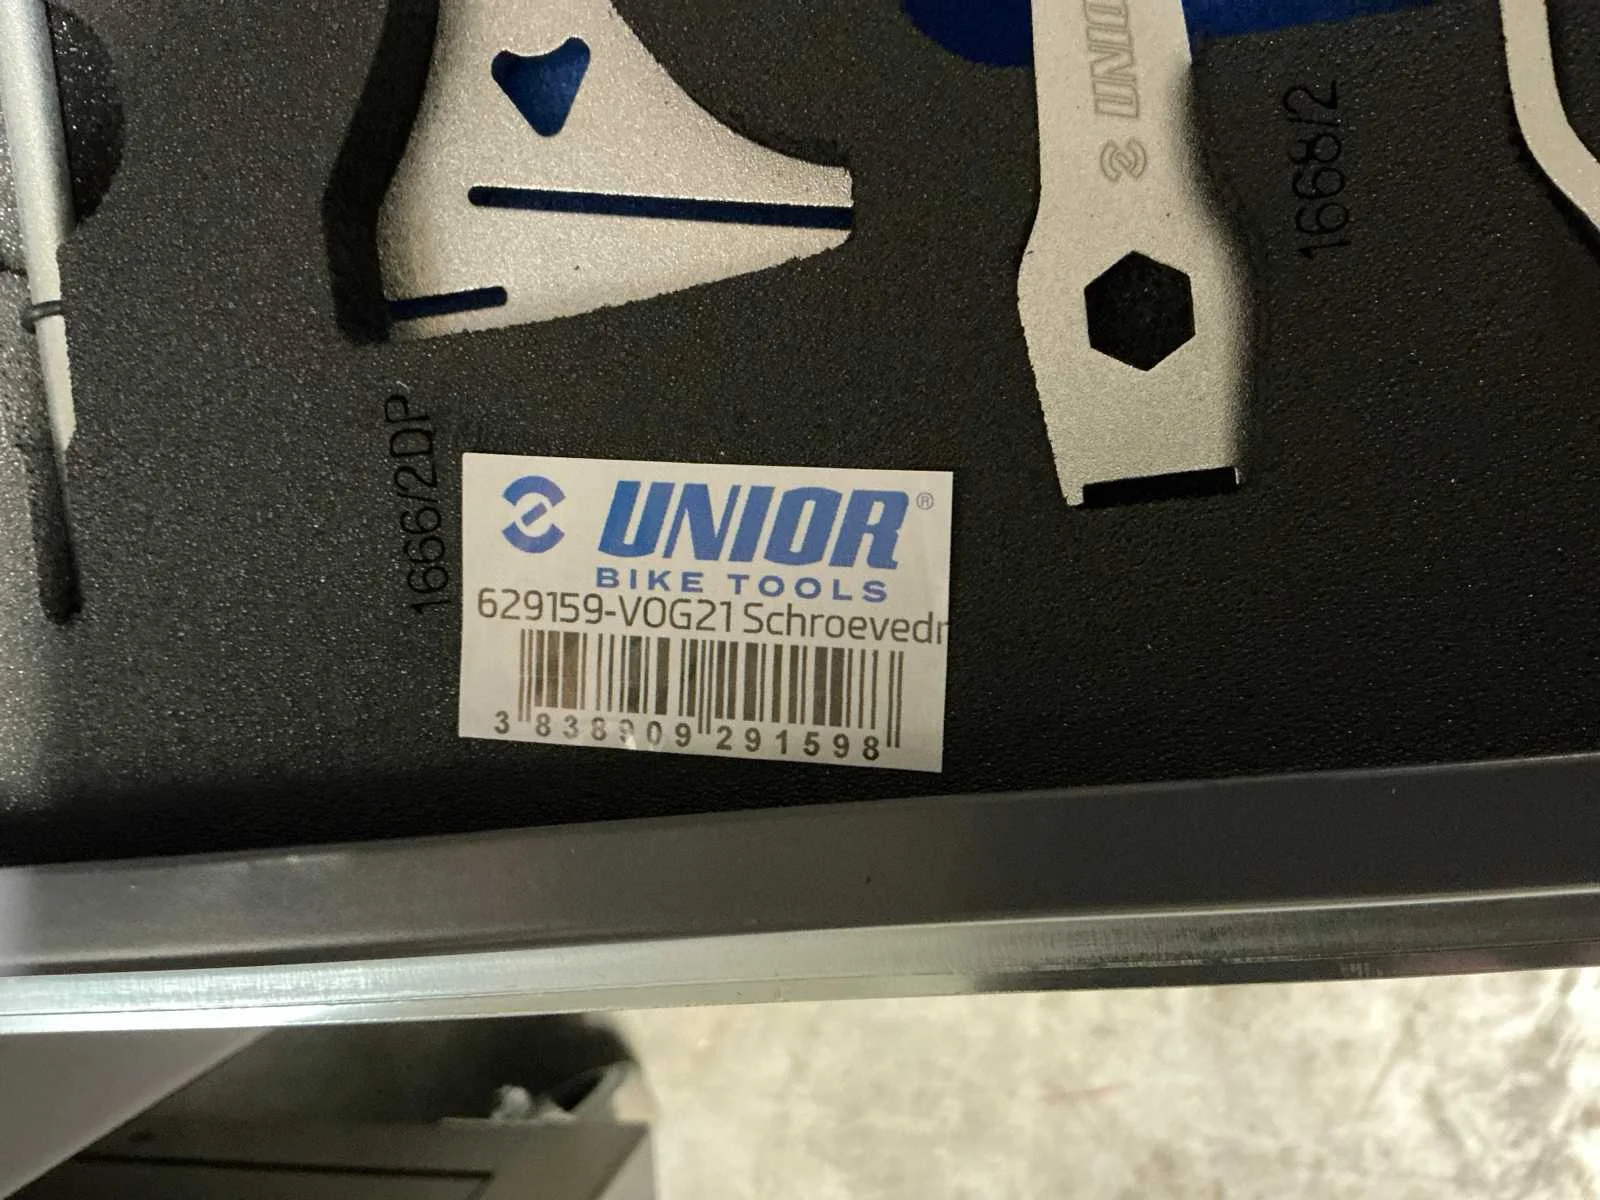 UNIOR
1668/2
1666/2DP
UNIOR®
BIKE TOOLS
629159-VOG21 Schroevedr
3 838909 291598